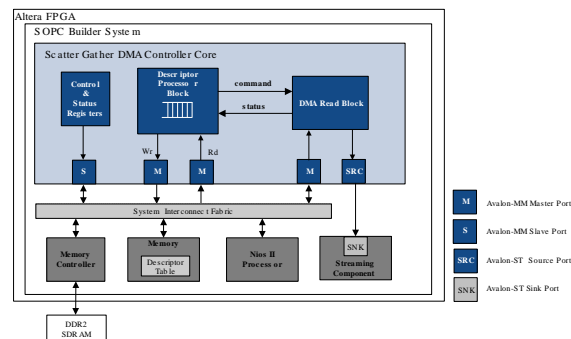 Altera FPGA
SOPC Builder System
Scatter Gather DMA Controller Core
Control
&
Status
Registers
Descriptor
Processor
Block
command
status
DMA Read Block
Wr
Rd
S
M
M
M
SRC
System Interconnect Fabric
Memory
Controller
Memory
Descriptor
Table
Nios II
Processor
SNK
Streaming
Component
DDR2
SDRAM
M
Avalon-MM Master Port
S
Avalon-MM Slave Port
SRC
Avalon-ST Source Port
SNK
Avalon-ST Sink Port